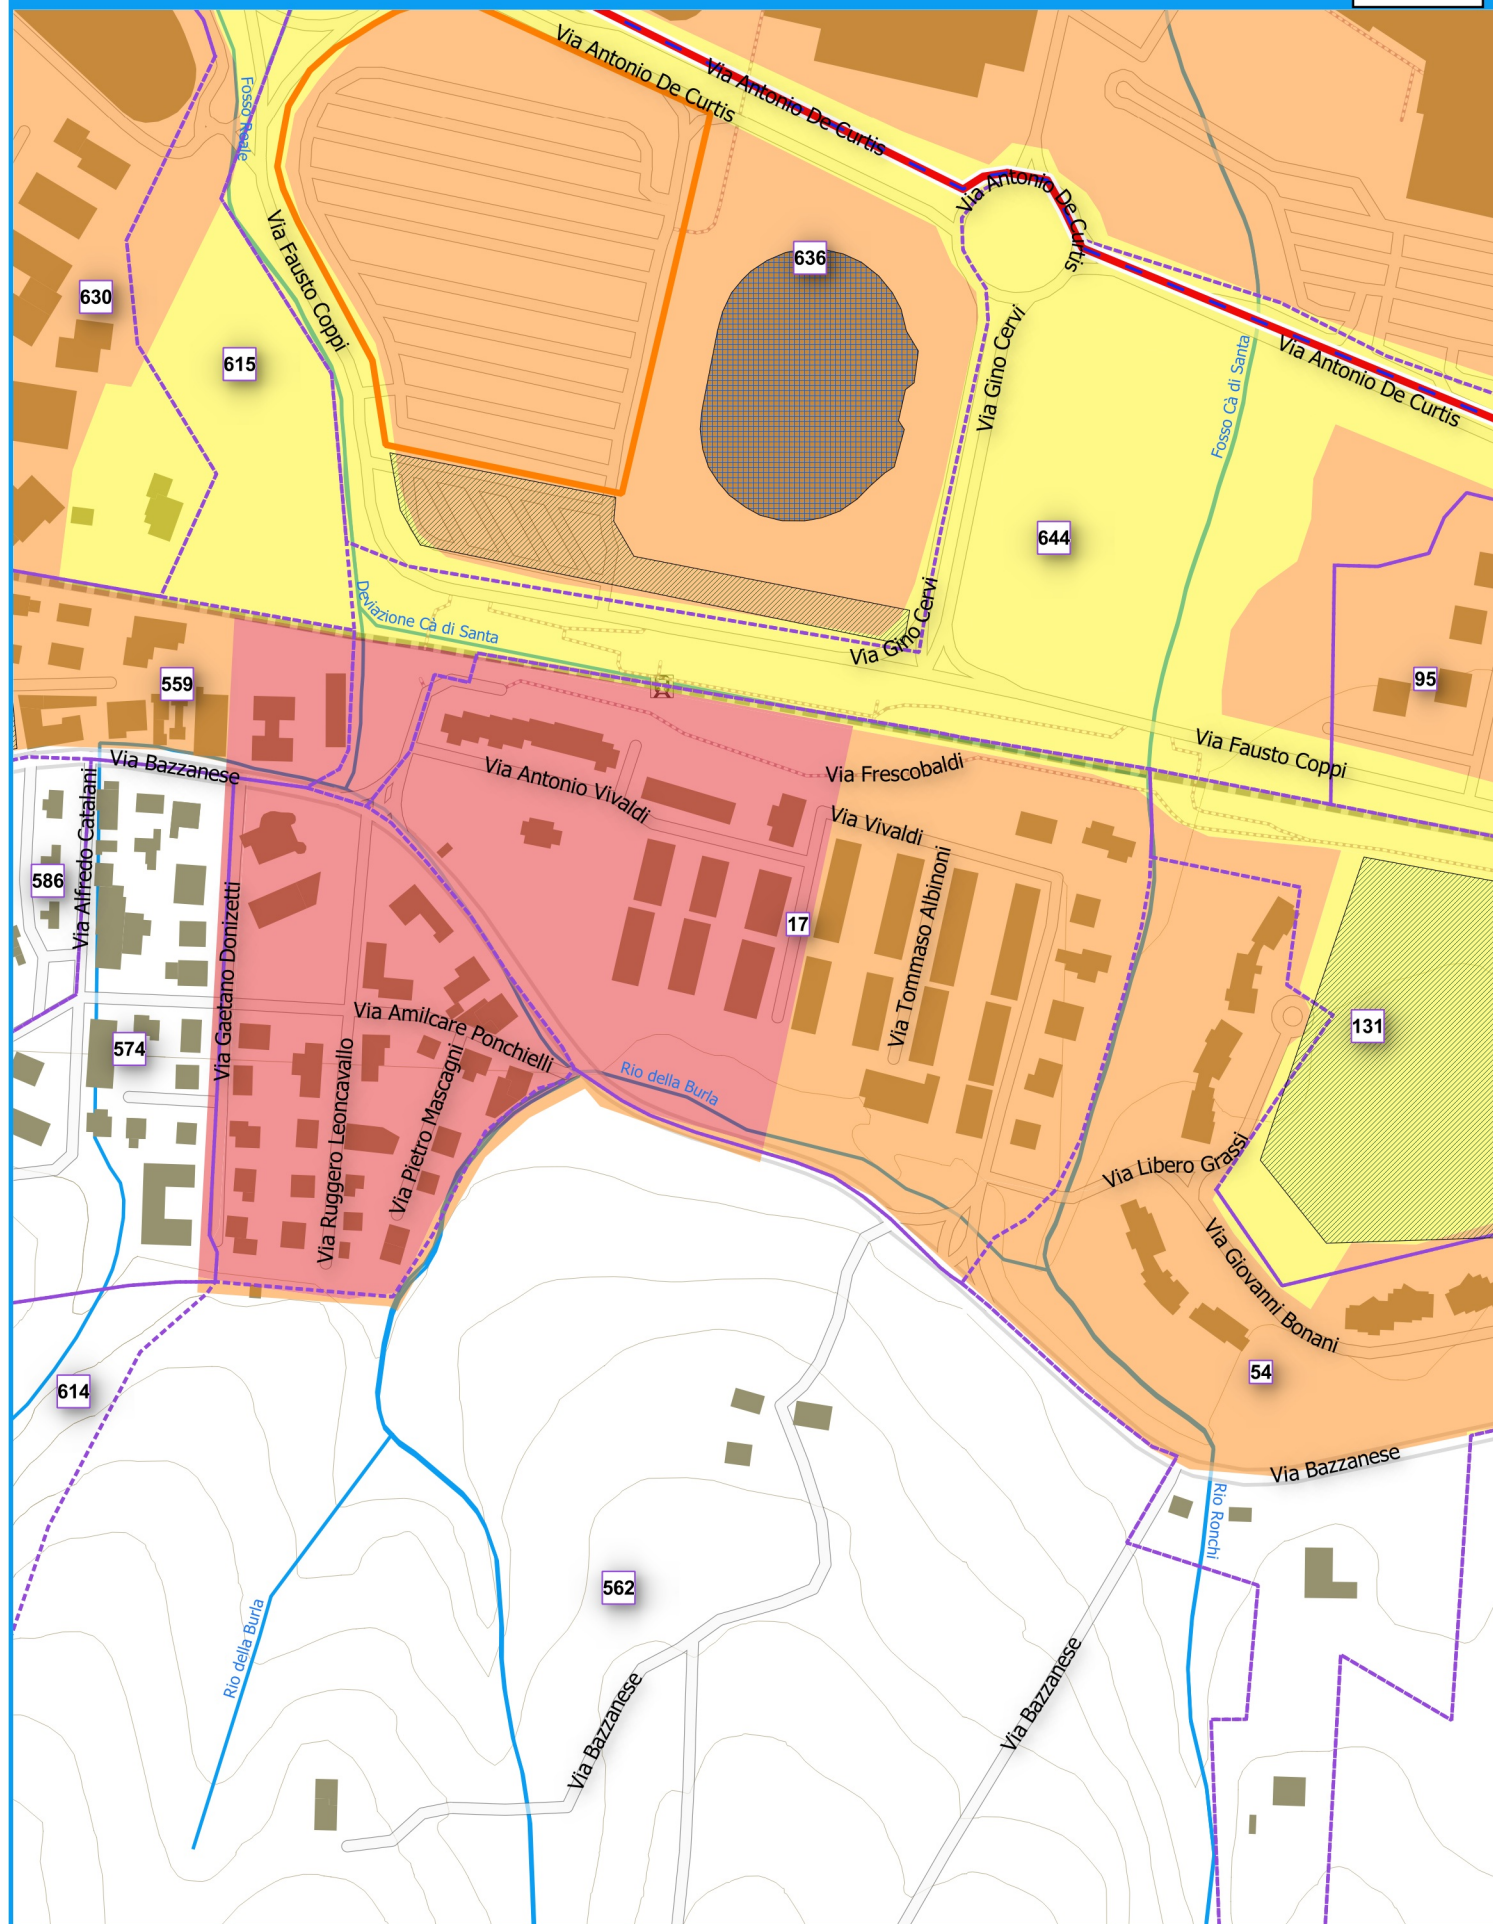 Via Antonio De Curtis
Via Antonio De Curtis
Fosso Reale
Via Antonio De Curtis
Via Fausto Coppi
636
630
615
Via Gino Cervi
Fosso Cà di Santa
Via Antonio De Curtis
644
Deviazione Cà di Santa
Via Gino Cervi
559
95
Via Bazzanese
Via Frescobaldi
Via Fausto Coppi
Via Antonio Vivaldi
Via Vivaldi
Via Alfredo Catalani
586
Via Gaetano Donizetti
17
Via Tommaso Albinoni
574
Via Amilcare Ponchielli
131
Rio della Burla
Via Ruggero Leoncavallo
Via Pietro Mascagni
Via Libero Grassi
Via Giovanni Bonani
614
54
Via Bazzanese
Rio Ronchi
562
Rio della Burla
Via Bazzanese
Via Bazzanese